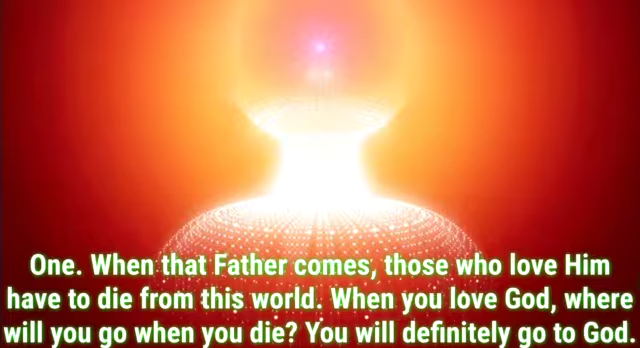 One. When that Father comes, those who love Him
have to die from this world. When you love God, where
will you go when you die? You will definitely go to God.